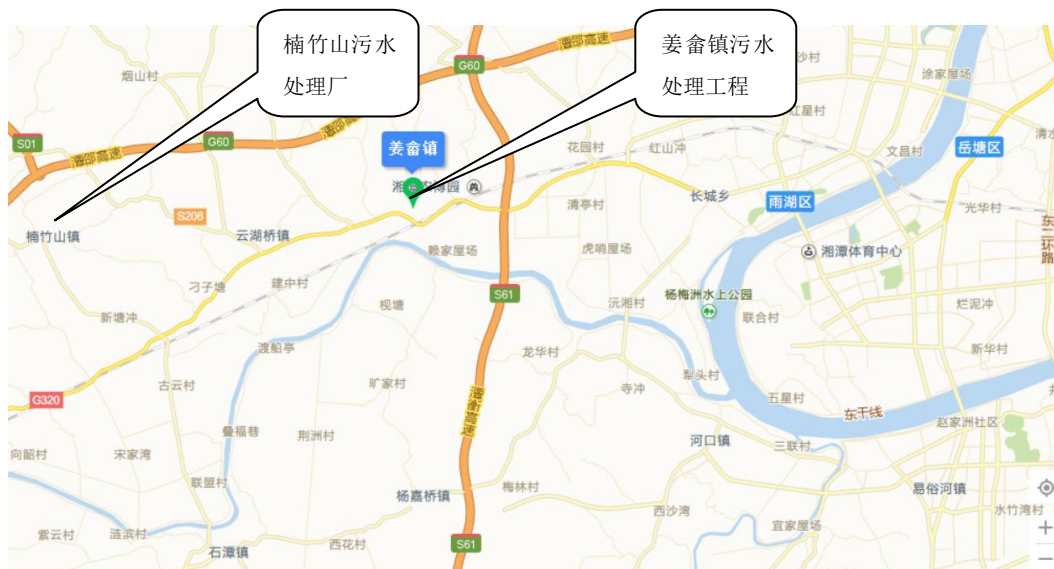 楠竹山污水
处理厂
姜畲镇污水
处理工程
潭邵高速
G60
沙村
烟山村
涂家屋场
红星村
S01
G60
潭邵高速
姜畲镇
花园村
红山冲
文昌村
岳塘区
清水
潭邵高速
长城乡
雨湖区
光华村
S208
清亭村
东二环路
楠竹山镇
云湖桥镇
赖家屋场
虎哨屋场
湘潭体育中心
建中村
刁子塘
S61
杨梅洲水上公园
砚塘
沅湘村
烂泥冲
新塘冲
联合村
渡船亭
龙华村
新华村
古云村
旷家村
犁头村
寺冲
G320
五星村
潭衡高速
东干线
赵家洲社区
叠福巷
荆洲村
河口镇
三联村
向韶村
宋家湾
联盟村
杨嘉桥镇
梅林村
易俗河镇
西沙湾
水竹湾村
紫云村
涟滨村
宜家屋场
石潭镇
西花村
S61